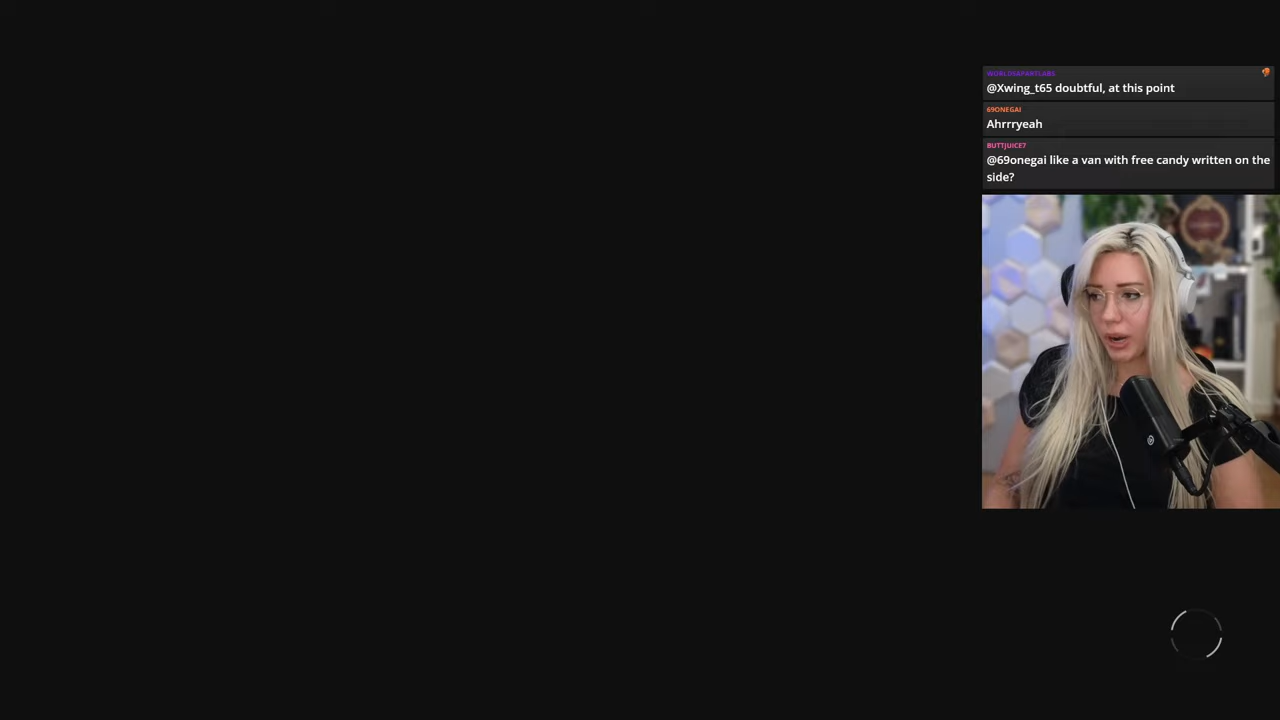 WORLDSAPARTLABS
@Xwing_t65 doubtful, at this point
69ONEGAI
Ahrrryeah
BUTTJUICE7
@69onegai like a van with free candy written on the
side?